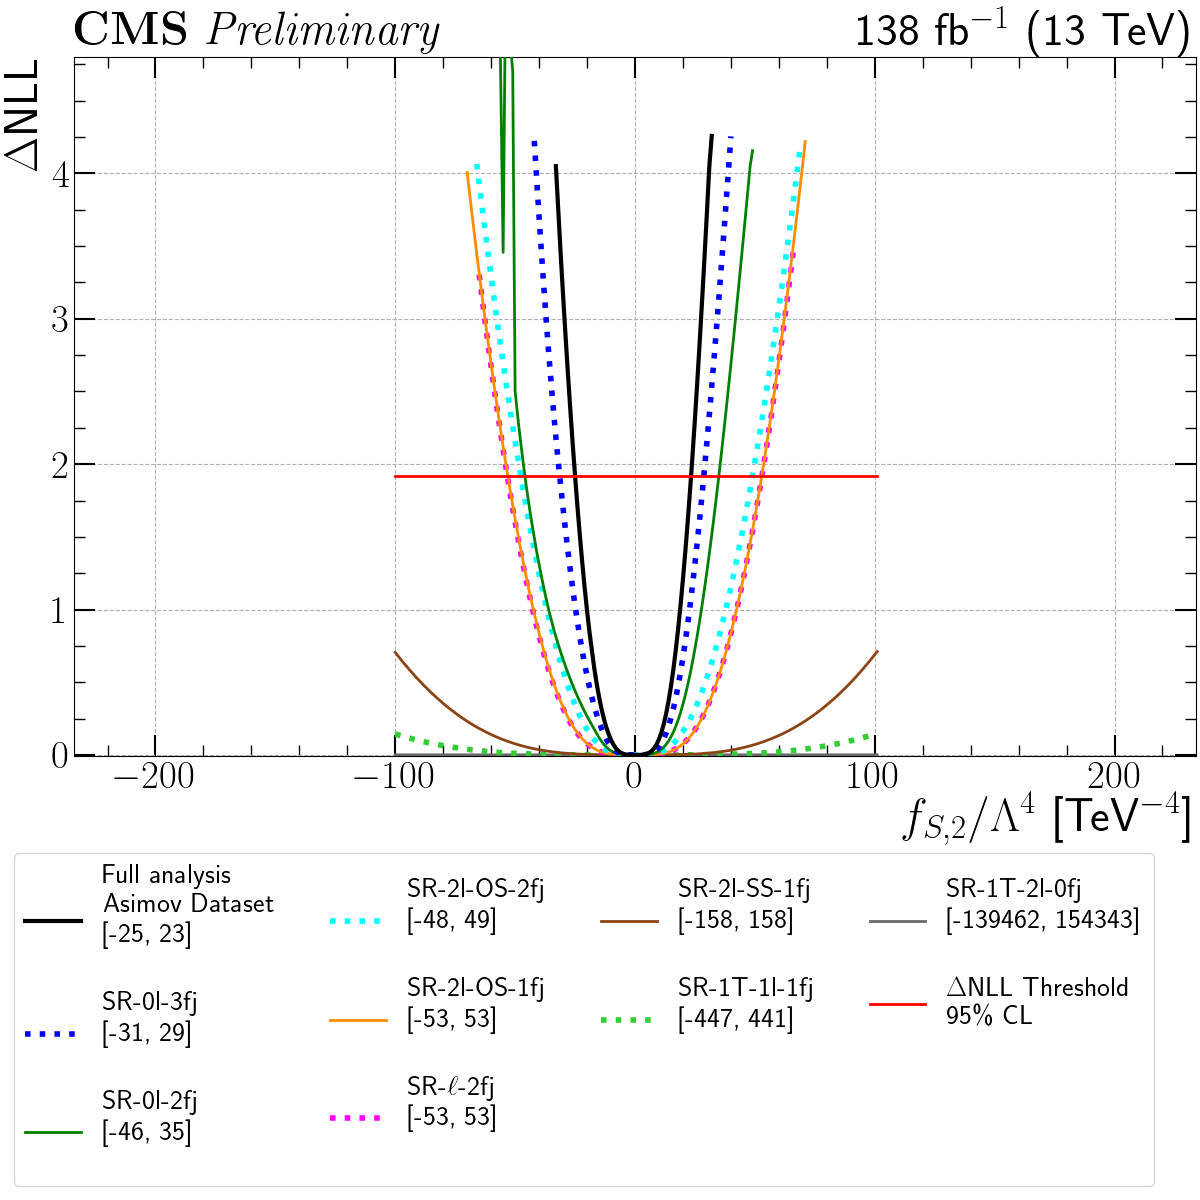 CMS Preliminary 138 fb⁻¹ (13 TeV)
ΔNLL
4
3
2
1
0
−200 −100 0 100 200
f_{S,2}/Λ⁴ [TeV⁻⁴]
Full analysis
Asimov Dataset
[-25, 23]
SR-0l-3fj
[-31, 29]
SR-0l-2fj
[-46, 35]
SR-2l-OS-2fj
[-48, 49]
SR-2l-OS-1fj
[-53, 53]
SR-ℓ-2fj
[-53, 53]
SR-2l-SS-1fj
[-158, 158]
SR-1T-1l-1fj
[-447, 441]
SR-1T-2l-0fj
[-139462, 154343]
ΔNLL Threshold
95% CL